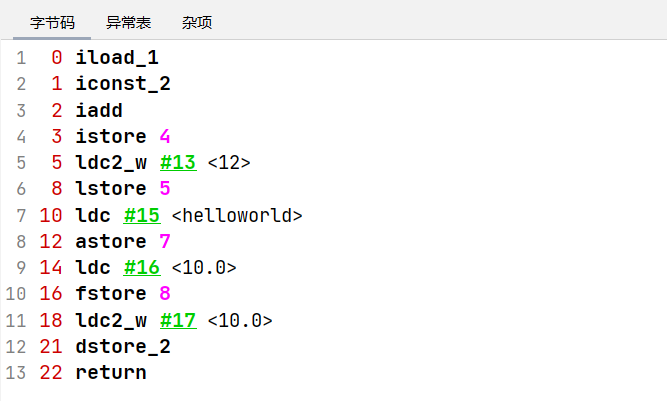 字节码 异常表 杂项
1 0 iload_1
2 1 iconst_2
3 2 iadd
4 3 istore 4
5 5 ldc2_w #13 <12>
6 8 lstore 5
7 10 ldc #15 <helloworld>
8 12 astore 7
9 14 ldc #16 <10.0>
10 16 fstore 8
11 18 ldc2_w #17 <10.0>
12 21 dstore_2
13 22 return